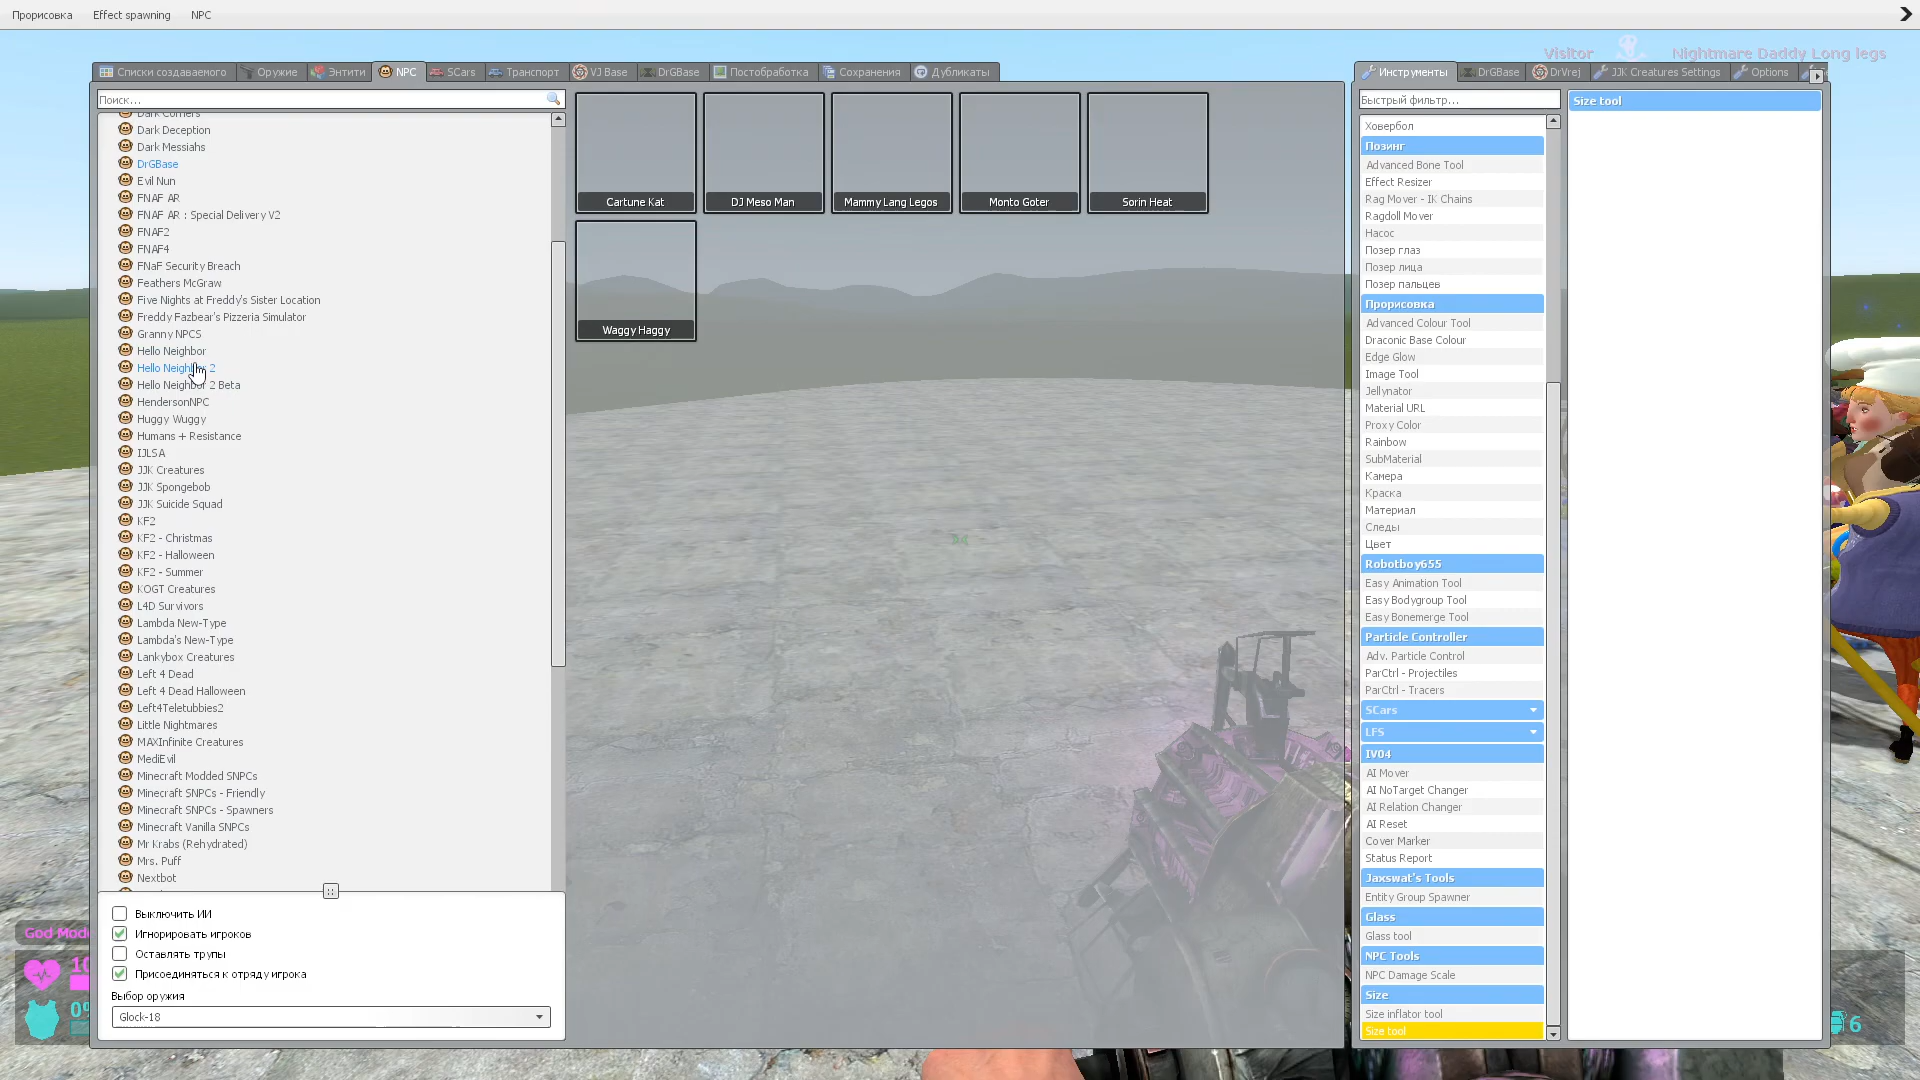 Прорисовка Effect spawning NPC
Visitor Nightmare Daddy Long legs
Списки создаваемого Оружие Энтити NPC SCars Транспорт VJ Base DrGBase Постобработка Сохранения Дубликаты
Поиск...
Dark Corners
Dark Deception
Dark Messiahs
DrGBase
Evil Nun
FNAF AR
FNAF AR : Special Delivery V2
FNAF2
FNAF4
FNaF Security Breach
Feathers McGraw
Five Nights at Freddy's Sister Location
Freddy Fazbear's Pizzeria Simulator
Granny NPCS
Hello Neighbor
Hello Neighbor 2
Hello Neighbor 2 Beta
HendersonNPC
Huggy Wuggy
Humans + Resistance
IJLSA
JJK Creatures
JJK Spongebob
JJK Suicide Squad
KF2
KF2 - Christmas
KF2 - Halloween
KF2 - Summer
KOGT Creatures
L4D Survivors
Lambda New-Type
Lambda's New-Type
Lankybox Creatures
Left 4 Dead
Left 4 Dead Halloween
Left4Teletubbies2
Little Nightmares
MAXInfinite Creatures
MediEvil
Minecraft Modded SNPCs
Minecraft SNPCs - Friendly
Minecraft SNPCs - Spawners
Minecraft Vanilla SNPCs
Mr Krabs (Rehydrated)
Mrs. Puff
Nextbot
Выключить ИИ
Игнорировать игроков
Оставлять трупы
Присоединяться к отряду игрока
Выбор оружия
Glock-18
God Mode
10
0%
Cartune Kat DJ Meso Man Mammy Lang Legos Monto Goter Sorin Heat
Waggy Haggy
Инструменты DrGBase DrVrej JJK Creatures Settings Options
Быстрый фильтр...
Ховербол
Позинг
Advanced Bone Tool
Effect Resizer
Rag Mover - IK Chains
Ragdoll Mover
Насос
Позер глаз
Позер лица
Позер пальцев
Прорисовка
Advanced Colour Tool
Draconic Base Colour
Edge Glow
Image Tool
Jellynator
Material URL
Proxy Color
Rainbow
SubMaterial
Камера
Краска
Материал
Следы
Цвет
Robotboy655
Easy Animation Tool
Easy Bodygroup Tool
Easy Bonemerge Tool
Particle Controller
Adv. Particle Control
ParCtrl - Projectiles
ParCtrl - Tracers
SCars
LFS
IV04
AI Mover
AI NoTarget Changer
AI Relation Changer
AI Reset
Cover Marker
Status Report
Jaxswat's Tools
Entity Group Spawner
Glass
Glass tool
NPC Tools
NPC Damage Scale
Size
Size inflator tool
Size tool
Size tool
6